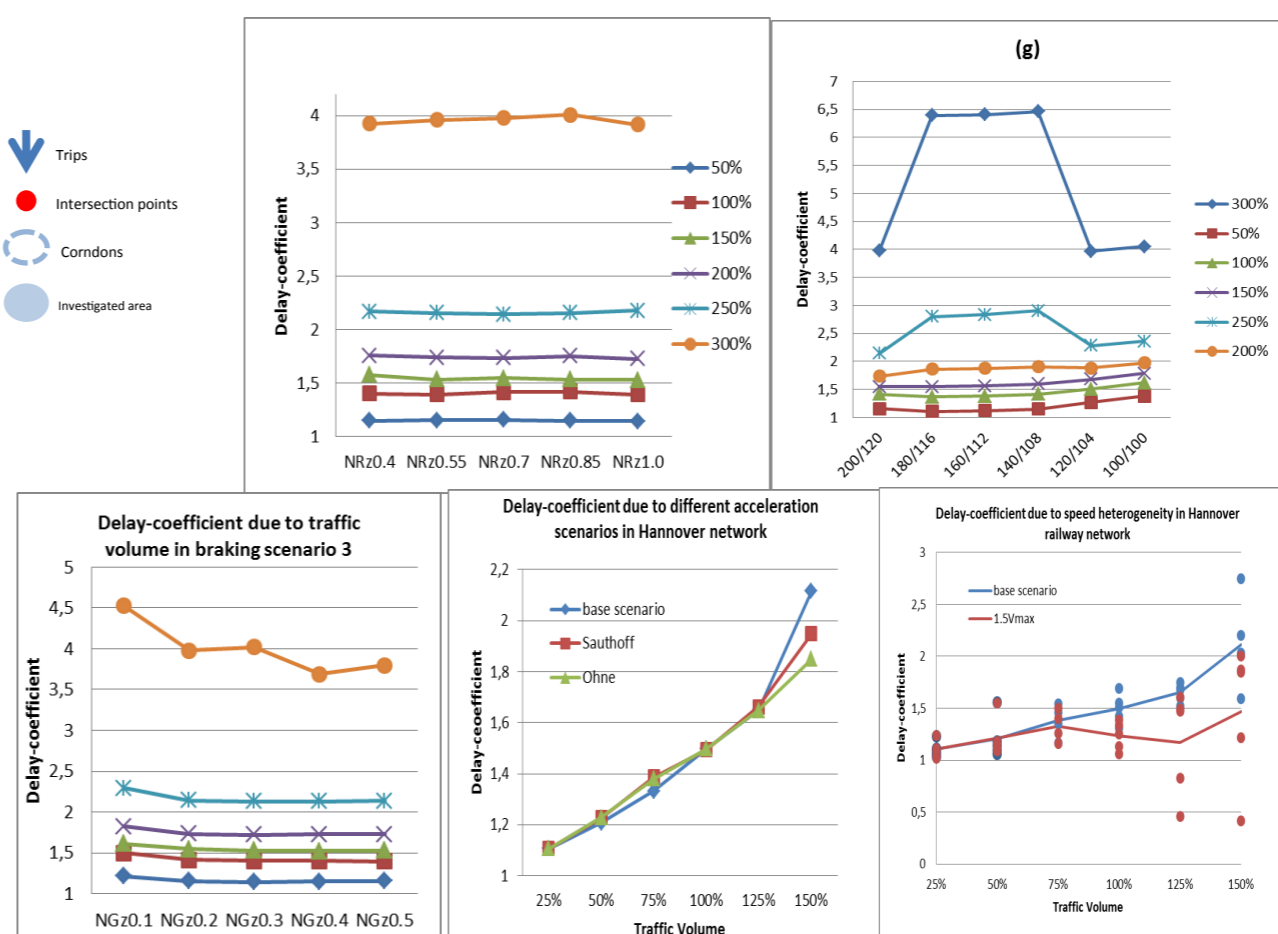 Trips
Intersection points
Corndons
Investigated area
Delay-coefficient
4
3,5
3
2,5
2
1,5
1
NRz0.4 NRz0.55 NRz0.7 NRz0.85 NRz1.0
50%
100%
150%
200%
250%
300%
(g)
Delay-coefficient
7
6,5
6
5,5
5
4,5
4
3,5
3
2,5
2
1,5
1
200/120 180/116 160/112 140/108 120/104 100/100
300%
50%
100%
150%
250%
200%
Delay-coefficient due to traffic
volume in braking scenario 3
Delay-coefficient
5
4,5
4
3,5
3
2,5
2
1,5
1
NGz0.1 NGz0.2 NGz0.3 NGz0.4 NGz0.5
Delay-coefficient due to different acceleration
scenarios in Hannover network
Delay-coefficient
2,2
2
1,8
1,6
1,4
1,2
1
base scenario
Sauthoff
Ohne
25% 50% 75% 100% 125% 150%
Traffic Volume
Delay-coefficient due to speed heterogeneity in Hannover
railway network
Delay-coefficient
3
2,5
2
1,5
1
0,5
0
base scenario
1.5Vmax
25% 50% 75% 100% 125% 150%
Traffic Volume